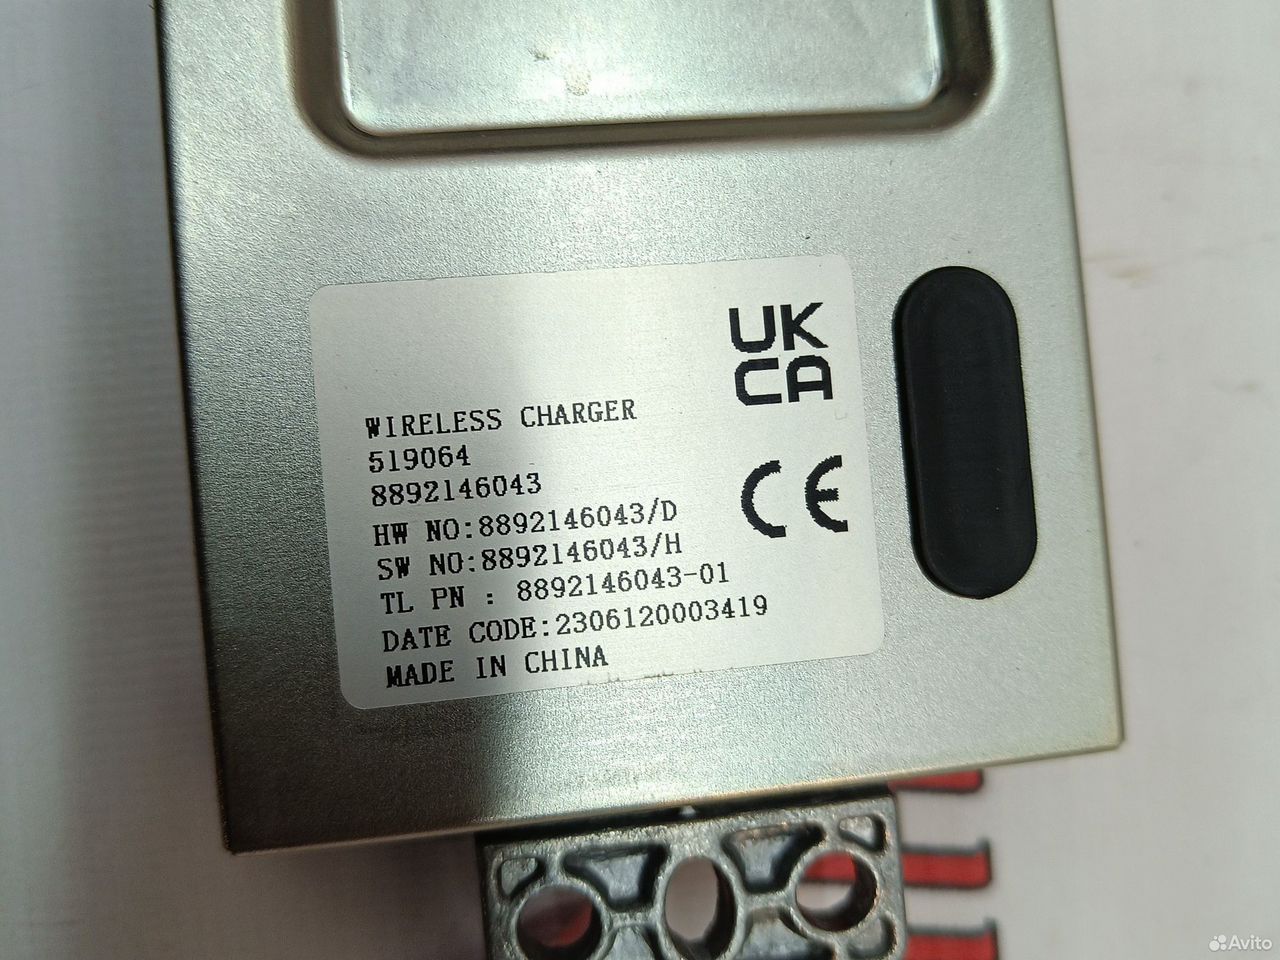 UK
CA
WIRELESS CHARGER
519064
8892146043
HW NO:8892146043/D
SW NO:8892146043/H
TL PN : 8892146043-01
DATE CODE:2306120003419
MADE IN CHINA
CE
Avito